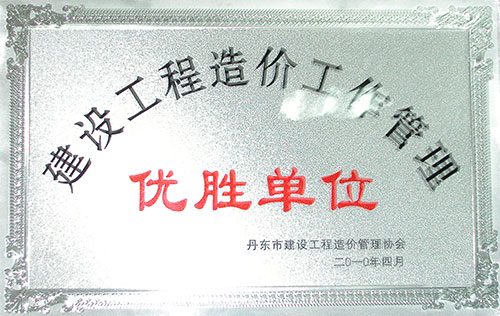 建设工程造价工作管理
优胜单位
丹东市建设工程造价管理协会
二〇一〇年四月